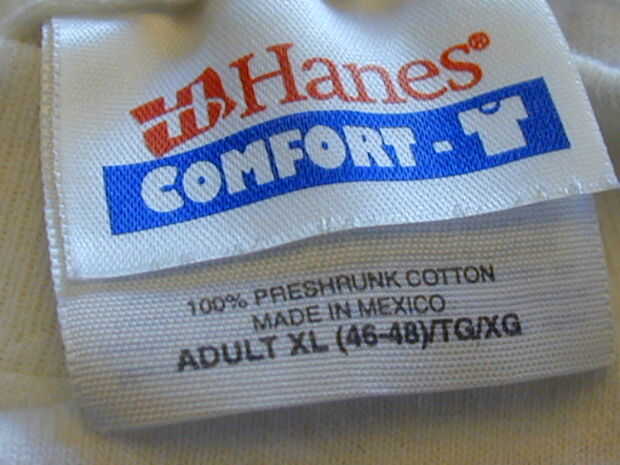 Hanes®
COMFORT -
100% PRESHRUNK COTTON
MADE IN MEXICO
ADULT XL (46-48)/TG/XG